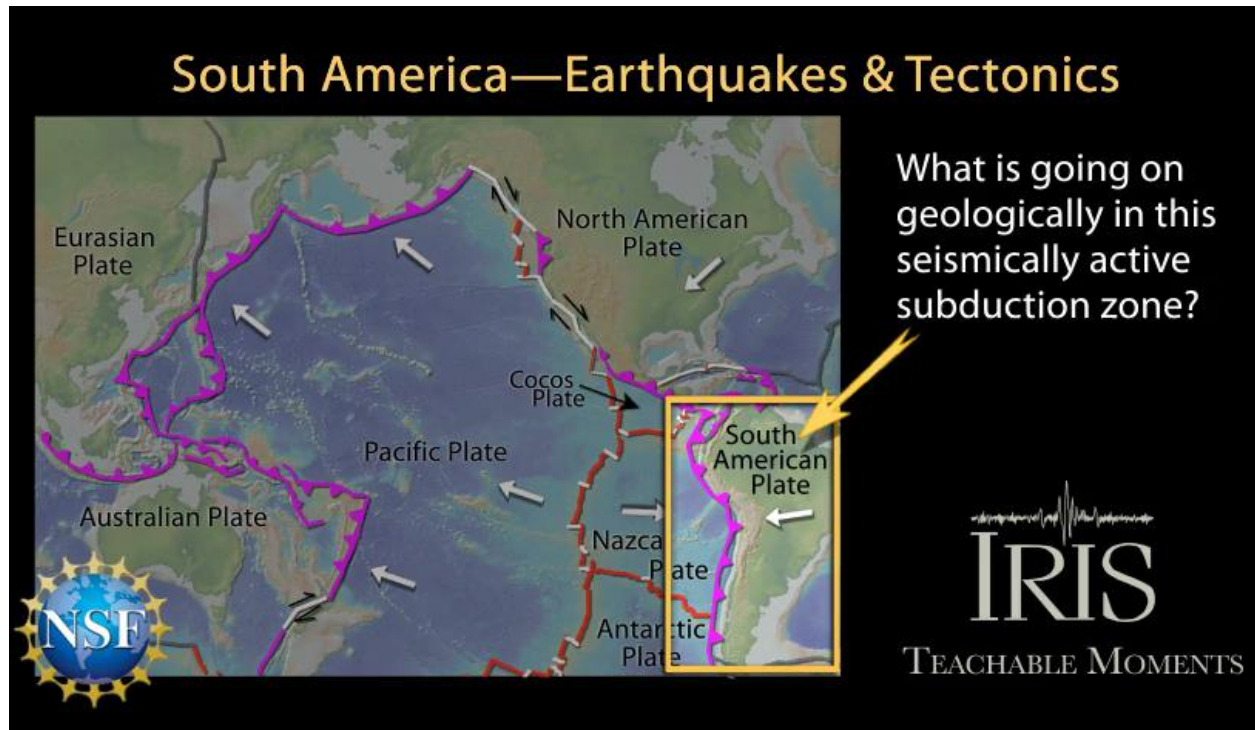 South America—Earthquakes & Tectonics
What is going on
geologically in this
seismically active
subduction zone?
Eurasian
Plate
North American
Plate
Cocos
Plate
South
American
Plate
Pacific Plate
Australian Plate
Nazca
Plate
Antarctic
Plate
NSF
IRIS
TEACHABLE MOMENTS